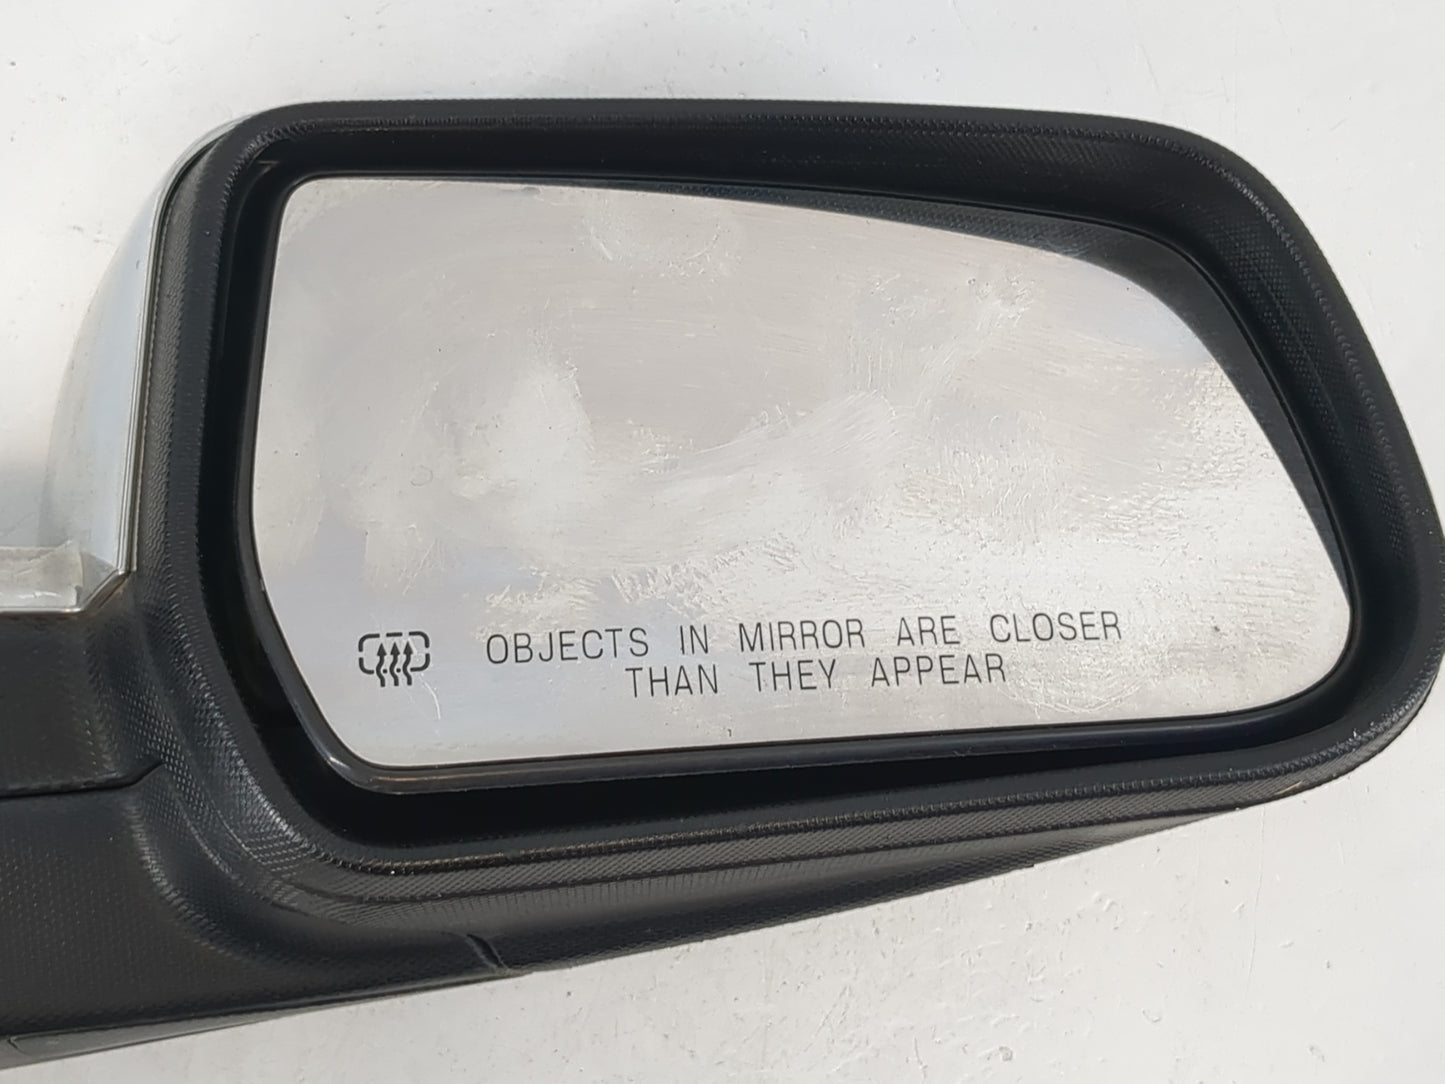 OBJECTS IN MIRROR ARE CLOSER
THAN THEY APPEAR